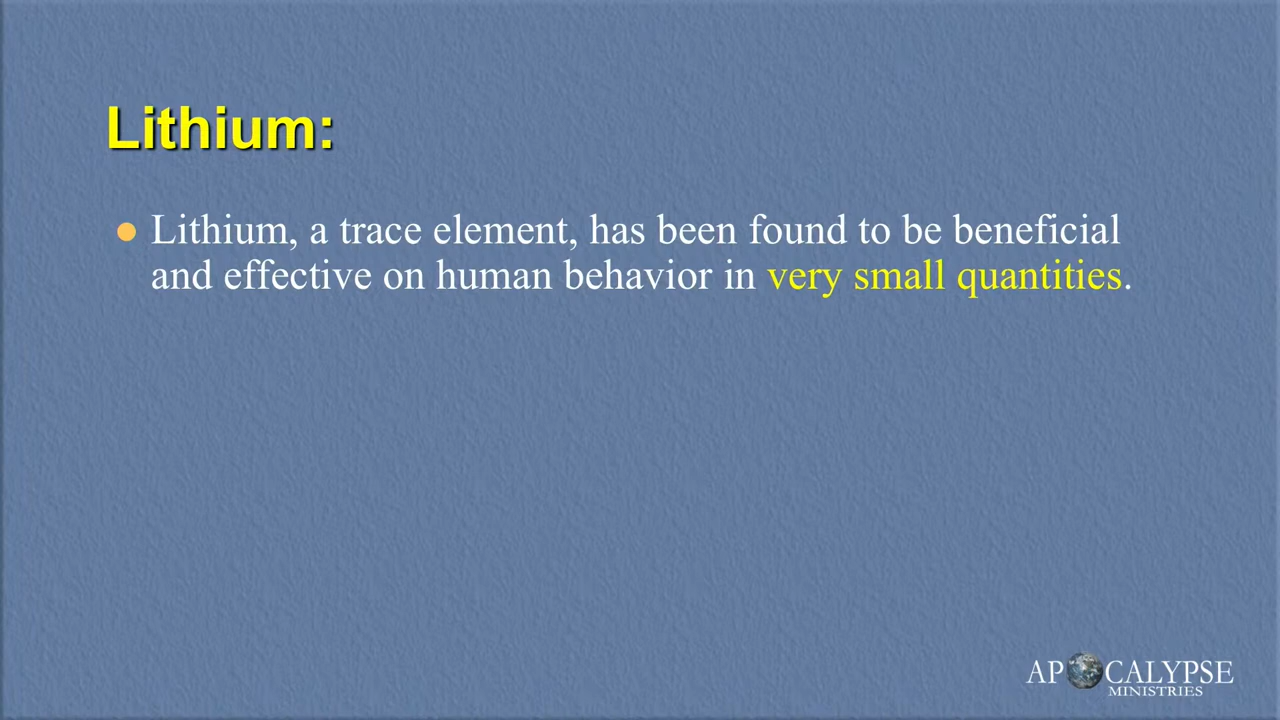 Lithium:
Lithium, a trace element, has been found to be beneficial
and effective on human behavior in very small quantities.
APOCALYPSE
MINISTRIES